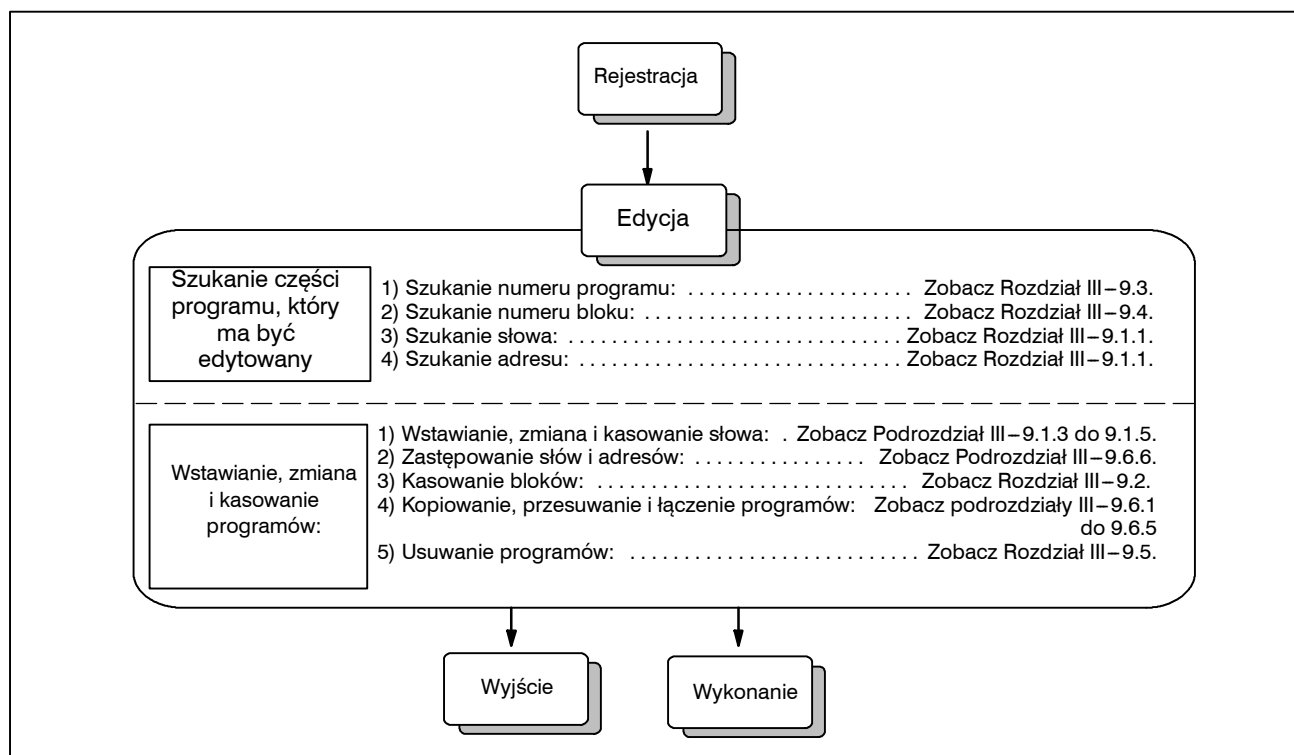 Rejestracja
Edycja
Szukanie części
programu, który
ma być
edytowany
1) Szukanie numeru programu: . . . . . . . . . . . . . . . . . . . . . Zobacz Rozdział III–9.3.
2) Szukanie numeru bloku: . . . . . . . . . . . . . . . . . . . . . . . . . Zobacz Rozdział III–9.4.
3) Szukanie słowa: . . . . . . . . . . . . . . . . . . . . . . . . . . . . . Zobacz Rozdział III–9.1.1.
4) Szukanie adresu: . . . . . . . . . . . . . . . . . . . . . . . . . . . . Zobacz Rozdział III–9.1.1.
Wstawianie, zmiana
i kasowanie
programów:
1) Wstawianie, zmiana i kasowanie słowa: . Zobacz Podrozdział III–9.1.3 do 9.1.5.
2) Zastępowanie słów i adresów: . . . . . . . . . . . . . . . . Zobacz Podrozdział III–9.6.6.
3) Kasowanie bloków: . . . . . . . . . . . . . . . . . . . . . . . . . . . Zobacz Rozdział III–9.2.
4) Kopiowanie, przesuwanie i łączenie programów: Zobacz podrozdziały III–9.6.1
do 9.6.5
5) Usuwanie programów: . . . . . . . . . . . . . . . . . . . . . . . . . Zobacz Rozdział III–9.5.
Wyjście
Wykonanie